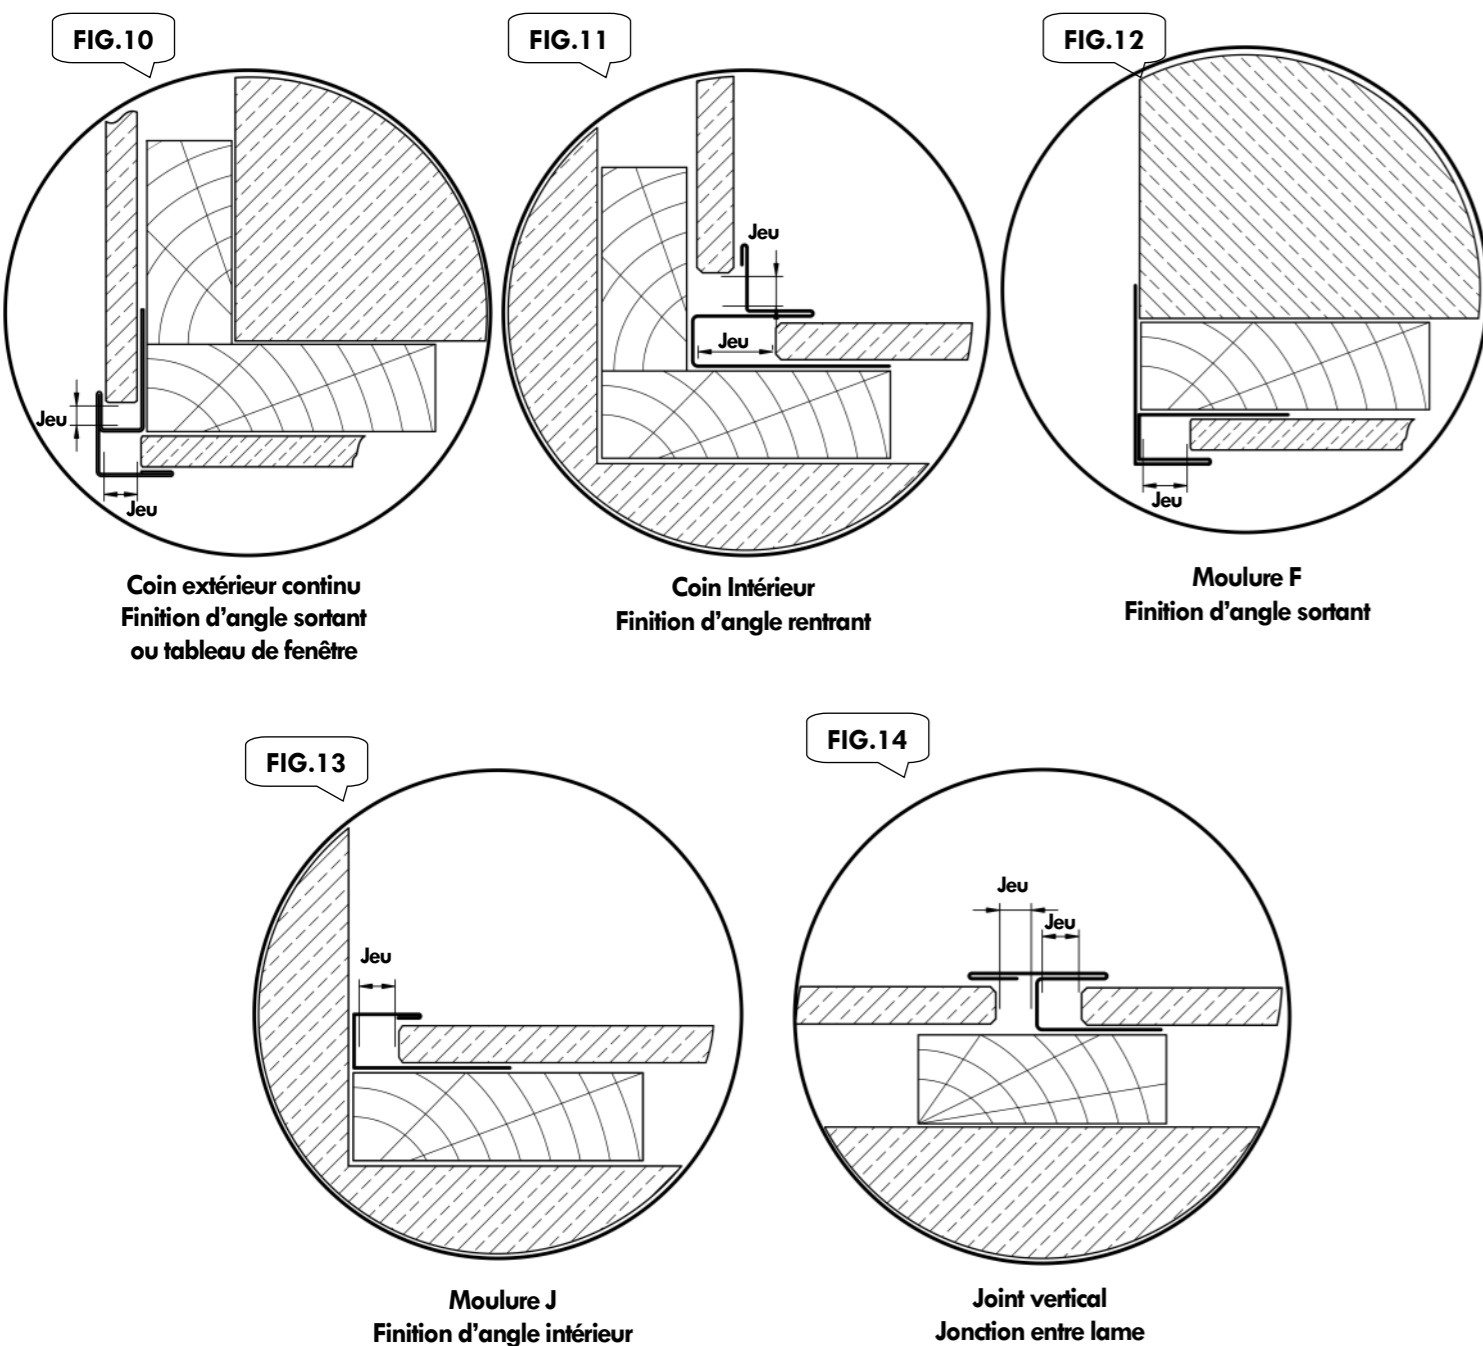 FIG.10
FIG.11
FIG.12
Jeu
Jeu
Jeu
Jeu
Jeu
Coin extérieur continu
Finition d'angle sortant
ou tableau de fenêtre
Coin Intérieur
Finition d'angle rentrant
Moulure F
Finition d'angle sortant
FIG.13
FIG.14
Jeu
Jeu
Jeu
Moulure J
Finition d'angle intérieur
Joint vertical
Jonction entre lame